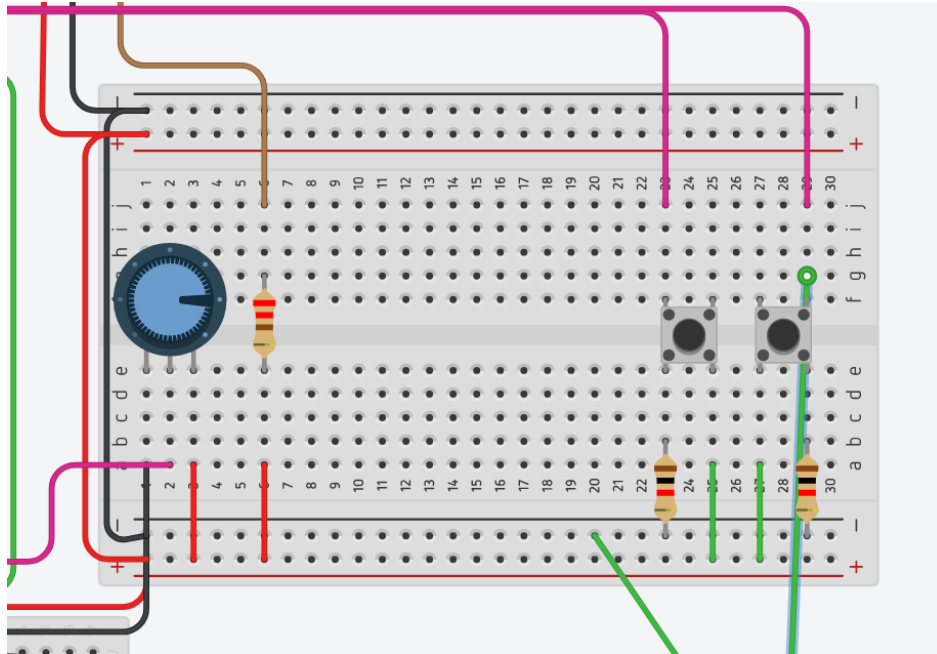 − −
+ +
1 2 3 4 5 6 7 8 9 10 11 12 13 14 15 16 17 18 19 20 21 22 23 24 25 26 27 28 29 30
j j
i i
h h
g g
f
e e
d d
c c
b b
a a
1 2 3 4 5 6 7 8 9 10 11 12 13 14 15 16 17 18 19 20 21 22 23 24 25 26 27 28 29 30
− −
+ +